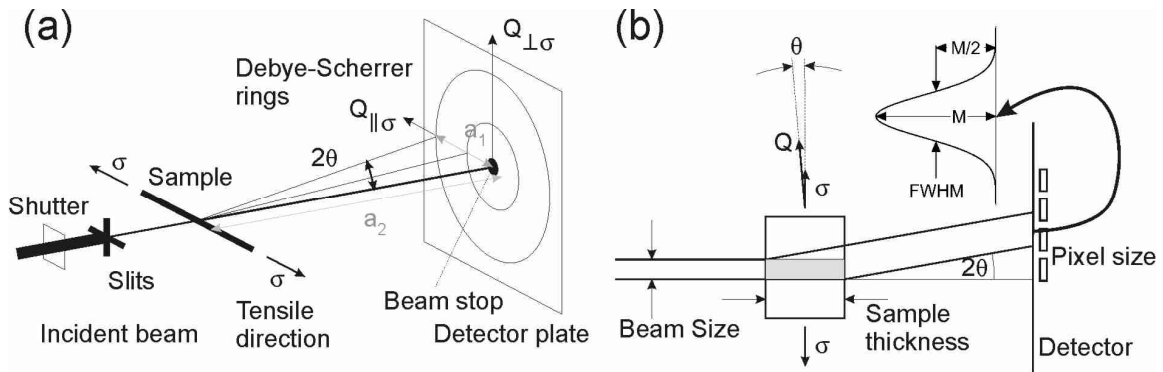 (a)
Q⊥σ
Debye-Scherrer
rings
Q∥σ
a₁
2θ
σ
Sample
a₂
Shutter
Slits
σ
Tensile
direction
Beam stop
Incident beam
Detector plate
(b)
θ
M/2
M
Q
σ
FWHM
Pixel size
2θ
Beam Size
Sample
thickness
σ
Detector